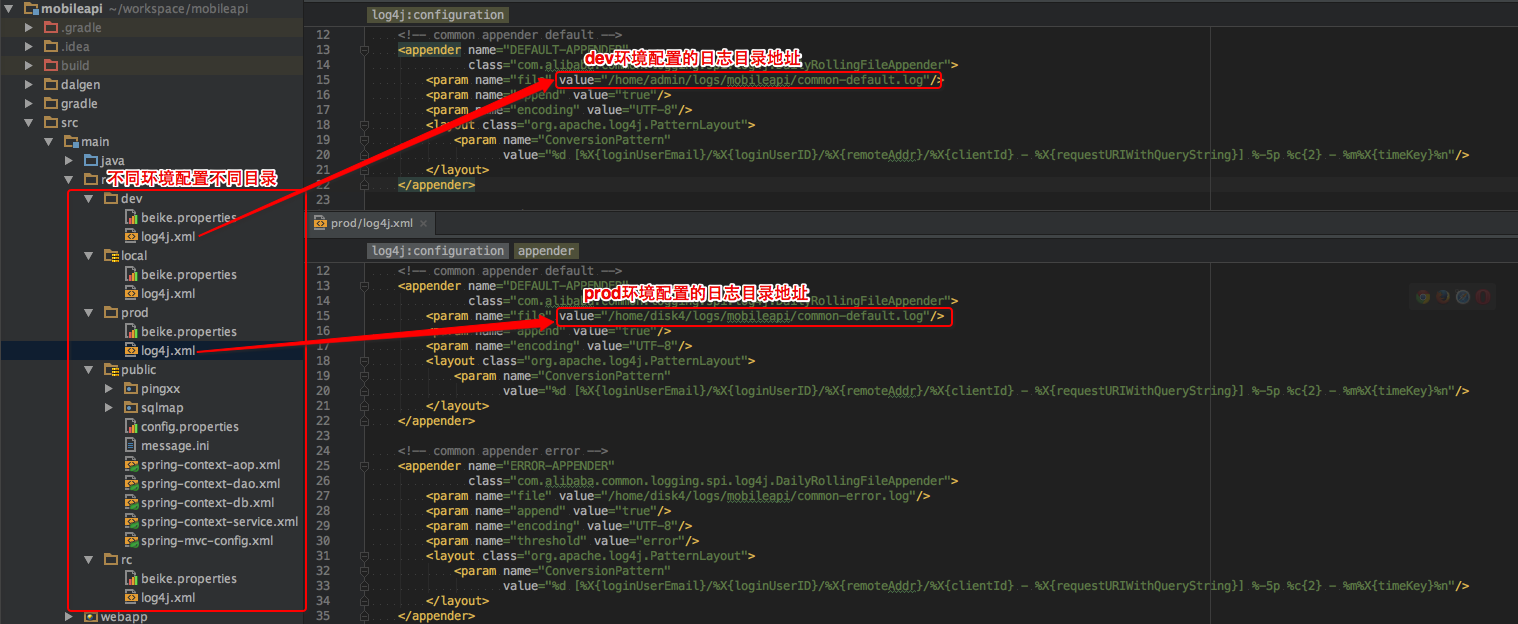 mobileapi ~/workspace/mobileapi
.gradle
.idea
build
dalgen
gradle
src
main
java
不同环境配置不同目录
dev
beike.properties
log4j.xml
local
beike.properties
log4j.xml
prod
beike.properties
log4j.xml
public
pingxx
sqlmap
config.properties
message.ini
spring-context-aop.xml
spring-context-dao.xml
spring-context-db.xml
spring-context-service.xml
spring-mvc-config.xml
rc
beike.properties
log4j.xml
webapp
log4j:configuration
12 <!-- common appender default -->
13 <appender name="DEFAULT-APPENDER"
dev环境配置的日志目录地址
14 class="com.alibaba.common.logging.spi.log4j.DailyRollingFileAppender">
15 <param name="file" value="/home/admin/logs/mobileapi/common-default.log"/>
16 <param name="append" value="true"/>
17 <param name="encoding" value="UTF-8"/>
18 <layout class="org.apache.log4j.PatternLayout">
19 <param name="ConversionPattern"
20 value="%d [%X{loginUserEmail}/%X{loginUserID}/%X{remoteAddr}/%X{clientId} - %X{requestURIWithQueryString}] %-5p %c{2} - %m%X{timeKey}%n"/>
21 </layout>
22 </appender>
23
prod/log4j.xml
log4j:configuration appender
12 <!-- common appender default -->
13 <appender name="DEFAULT-APPENDER"
prod环境配置的日志目录地址
14 class="com.alibaba.common.logging.spi.log4j.DailyRollingFileAppender">
15 <param name="file" value="/home/disk4/logs/mobileapi/common-default.log"/>
16 <param name="append" value="true"/>
17 <param name="encoding" value="UTF-8"/>
18 <layout class="org.apache.log4j.PatternLayout">
19 <param name="ConversionPattern"
20 value="%d [%X{loginUserEmail}/%X{loginUserID}/%X{remoteAddr}/%X{clientId} - %X{requestURIWithQueryString}] %-5p %c{2} - %m%X{timeKey}%n"/>
21 </layout>
22 </appender>
23
24 <!-- common appender error -->
25 <appender name="ERROR-APPENDER"
26 class="com.alibaba.common.logging.spi.log4j.DailyRollingFileAppender">
27 <param name="file" value="/home/disk4/logs/mobileapi/common-error.log"/>
28 <param name="append" value="true"/>
29 <param name="encoding" value="UTF-8"/>
30 <param name="threshold" value="error"/>
31 <layout class="org.apache.log4j.PatternLayout">
32 <param name="ConversionPattern"
33 value="%d [%X{loginUserEmail}/%X{loginUserID}/%X{remoteAddr}/%X{clientId} - %X{requestURIWithQueryString}] %-5p %c{2} - %m%X{timeKey}%n"/>
34 </layout>
35 </appender>